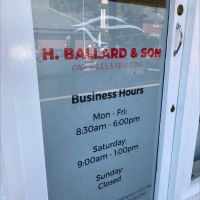 H. BALLARD & SON
CAR SALES & SERVICING
Business Hours
Mon - Fri:
8:30am - 6:00pm
Saturday:
9:00am - 1:00pm
Sunday:
Closed